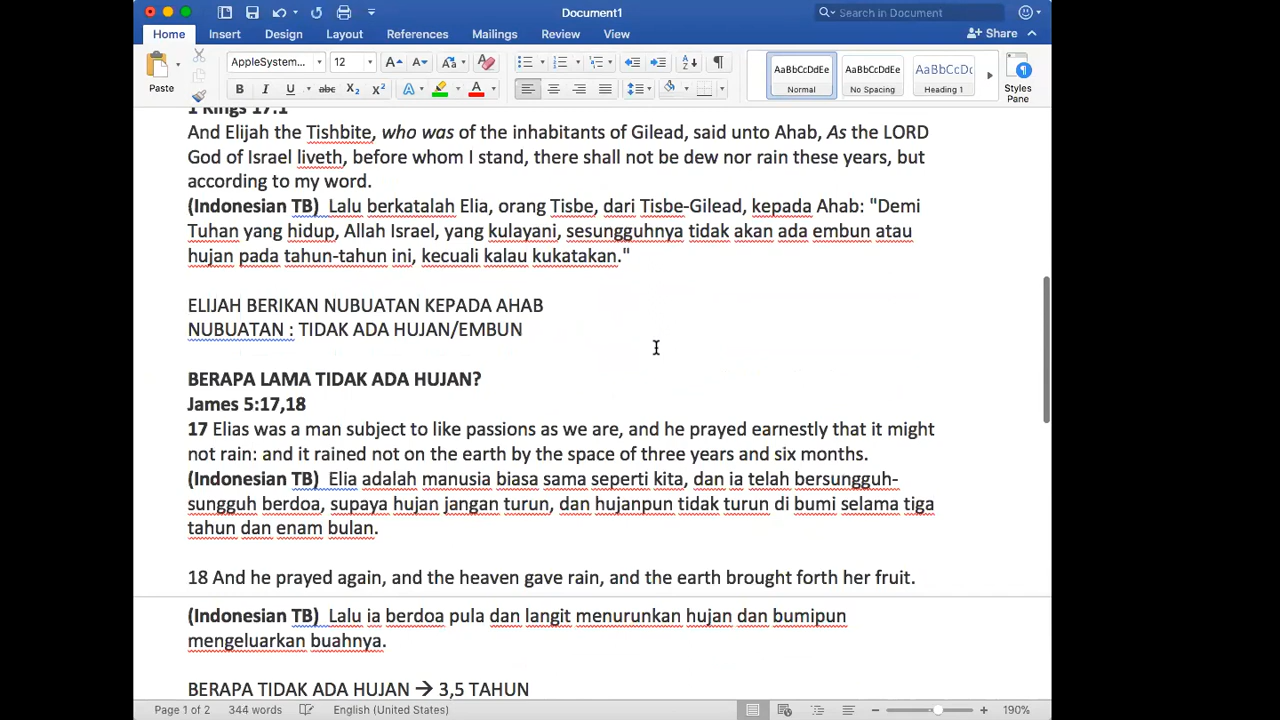 Document1
Search in Document
Home Insert Design Layout References Mailings Review View
Share
Paste
AppleSystem... 12
AaBbCcDdEe AaBbCcDdEe AaBbCcDc
Normal No Spacing Heading 1
Styles Pane
1 Kings 17:1
And Elijah the Tishbite, who was of the inhabitants of Gilead, said unto Ahab, As the LORD
God of Israel liveth, before whom I stand, there shall not be dew nor rain these years, but
according to my word.
(Indonesian TB)  Lalu berkatalah Elia, orang Tisbe, dari Tisbe-Gilead, kepada Ahab: "Demi
Tuhan yang hidup, Allah Israel, yang kulayani, sesungguhnya tidak akan ada embun atau
hujan pada tahun-tahun ini, kecuali kalau kukatakan."
ELIJAH BERIKAN NUBUATAN KEPADA AHAB
NUBUATAN : TIDAK ADA HUJAN/EMBUN
BERAPA LAMA TIDAK ADA HUJAN?
James 5:17,18
17 Elias was a man subject to like passions as we are, and he prayed earnestly that it might
not rain: and it rained not on the earth by the space of three years and six months.
(Indonesian TB)  Elia adalah manusia biasa sama seperti kita, dan ia telah bersungguh-
sungguh berdoa, supaya hujan jangan turun, dan hujanpun tidak turun di bumi selama tiga
tahun dan enam bulan.
18 And he prayed again, and the heaven gave rain, and the earth brought forth her fruit.
(Indonesian TB)  Lalu ia berdoa pula dan langit menurunkan hujan dan bumipun
mengeluarkan buahnya.
BERAPA TIDAK ADA HUJAN → 3,5 TAHUN
Page 1 of 2 344 words English (United States) 190%